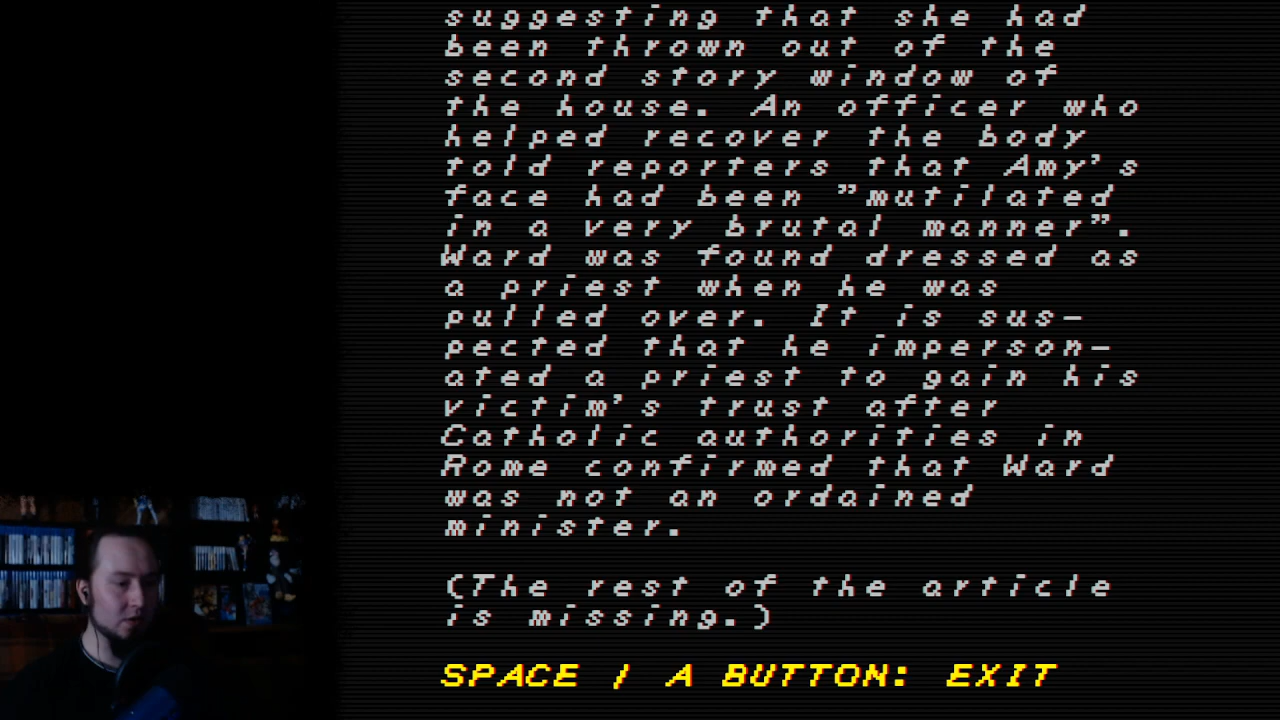 suggesting that she had
been thrown out of the
second story window of
the house. An officer who
helped recover the body
told reporters that Amy's
face had been "mutilated
in a very brutal manner".
Ward was found dressed as
a priest when he was
pulled over. It is sus-
pected that he imperson-
ated a priest to gain his
victim's trust after
Catholic authorities in
Rome confirmed that Ward
was not an ordained
minister.
(The rest of the article
is missing.)
SPACE / A BUTTON: EXIT